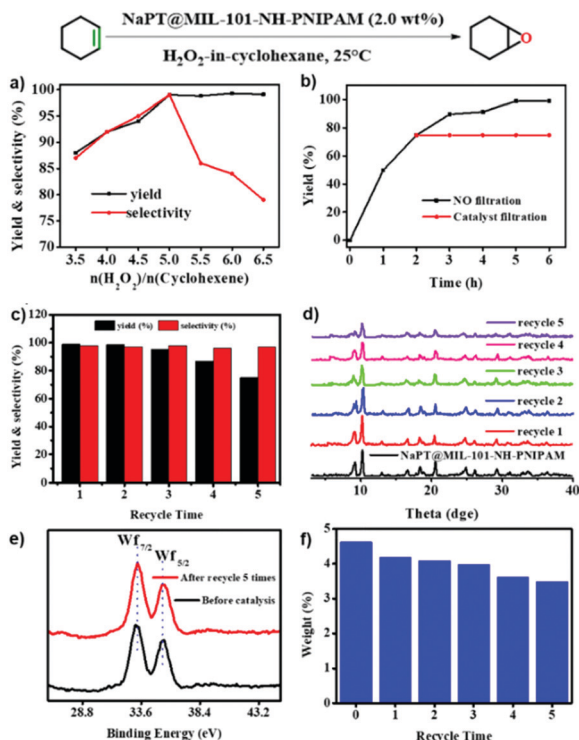 NaPT@MIL-101-NH-PNIPAM (2.0 wt%)
H₂O₂-in-cyclohexane, 25°C
O
a)
Yield & selectivity (%)
100
95
90
85
80
75
70
yield
selectivity
3.5 4.0 4.5 5.0 5.5 6.0 6.5
n(H₂O₂)/n(Cyclohexene)
b)
Yield (%)
100
80
60
40
20
0
NO filtration
Catalyst filtration
0 1 2 3 4 5 6
Time (h)
c)
Yield & selectivity (%)
120
100
80
60
40
20
0
yield (%) selectivity (%)
1 2 3 4 5
Recycle Time
d)
recycle 5
recycle 4
recycle 3
recycle 2
recycle 1
NaPT@MIL-101-NH-PNIPAM
10 20 30 40
Theta (dge)
e)
Wf7/2 Wf5/2
After recycle 5 times
Before catalysis
28.8 33.6 38.4 43.2
Binding Energy (eV)
f)
Weight (%)
5
4
3
2
1
0
0 1 2 3 4 5
Recycle Time